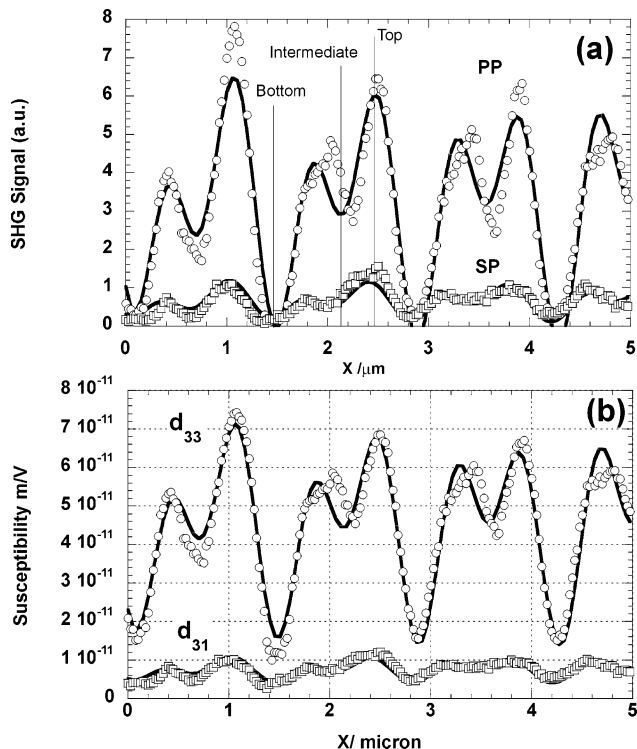 8
7
6
5
4
3
2
1
0
SHG Signal (a.u.)
(a)
Top
Intermediate
PP
Bottom
SP
0 1 2 3 4 5
X /μm
8 10⁻¹¹
7 10⁻¹¹
6 10⁻¹¹
5 10⁻¹¹
4 10⁻¹¹
3 10⁻¹¹
2 10⁻¹¹
1 10⁻¹¹
0
Susceptibility m/V
(b)
d₃₃
d₃₁
0 1 2 3 4 5
X/ micron